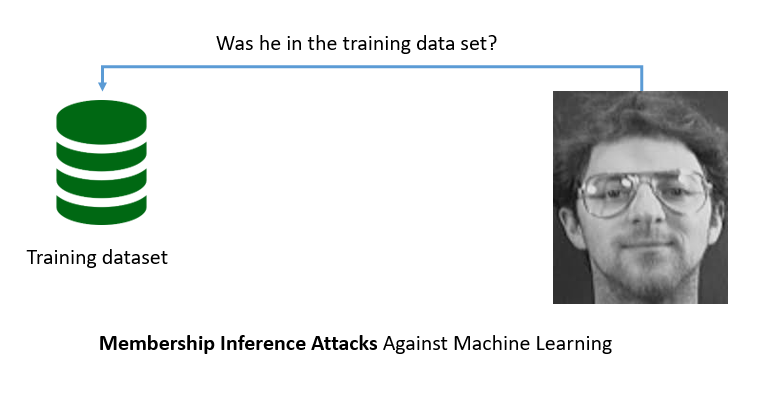 Was he in the training data set?
Training dataset
Membership Inference Attacks Against Machine Learning